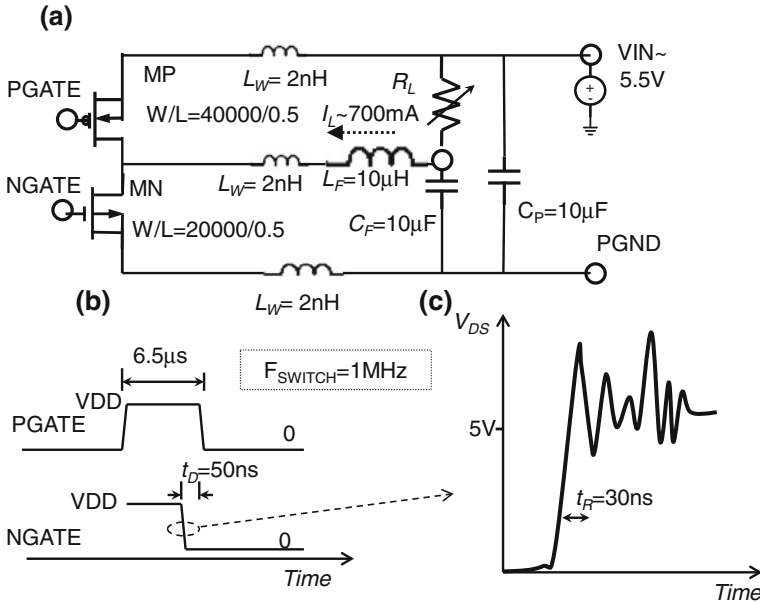 (a)
MP
L_W= 2nH
R_L
VIN~
5.5V
PGATE
W/L=40000/0.5
I_L~700mA
+
-
NGATE
MN
L_W= 2nH
L_F=10μH
W/L=20000/0.5
C_F=10μF
C_P=10μF
PGND
L_W= 2nH
(b)
6.5μs
F_SWITCH=1MHz
VDD
PGATE
0
t_D=50ns
VDD
NGATE
0
Time
(c)
V_DS
5V
t_R=30ns
Time